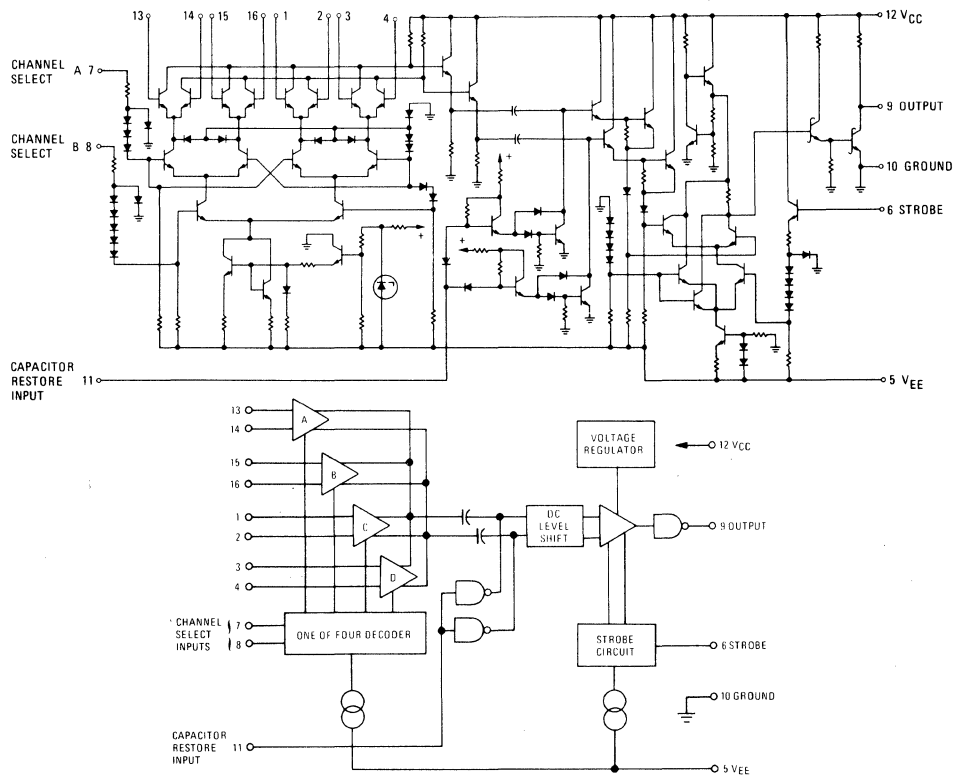 13 14 15 16 1 2 3 4
12 VCC
CHANNEL
SELECT A 7
9 OUTPUT
CHANNEL
SELECT B 8
10 GROUND
6 STROBE
+
+
+
CAPACITOR
RESTORE 11
INPUT
5 VEE
13
14
A
15
16
B
1
2
C
3
4
D
CHANNEL
SELECT
INPUTS
7
8
ONE OF FOUR DECODER
CAPACITOR
RESTORE 11
INPUT
VOLTAGE
REGULATOR
12 VCC
DC
LEVEL
SHIFT
9 OUTPUT
STROBE
CIRCUIT
6 STROBE
10 GROUND
5 VEE